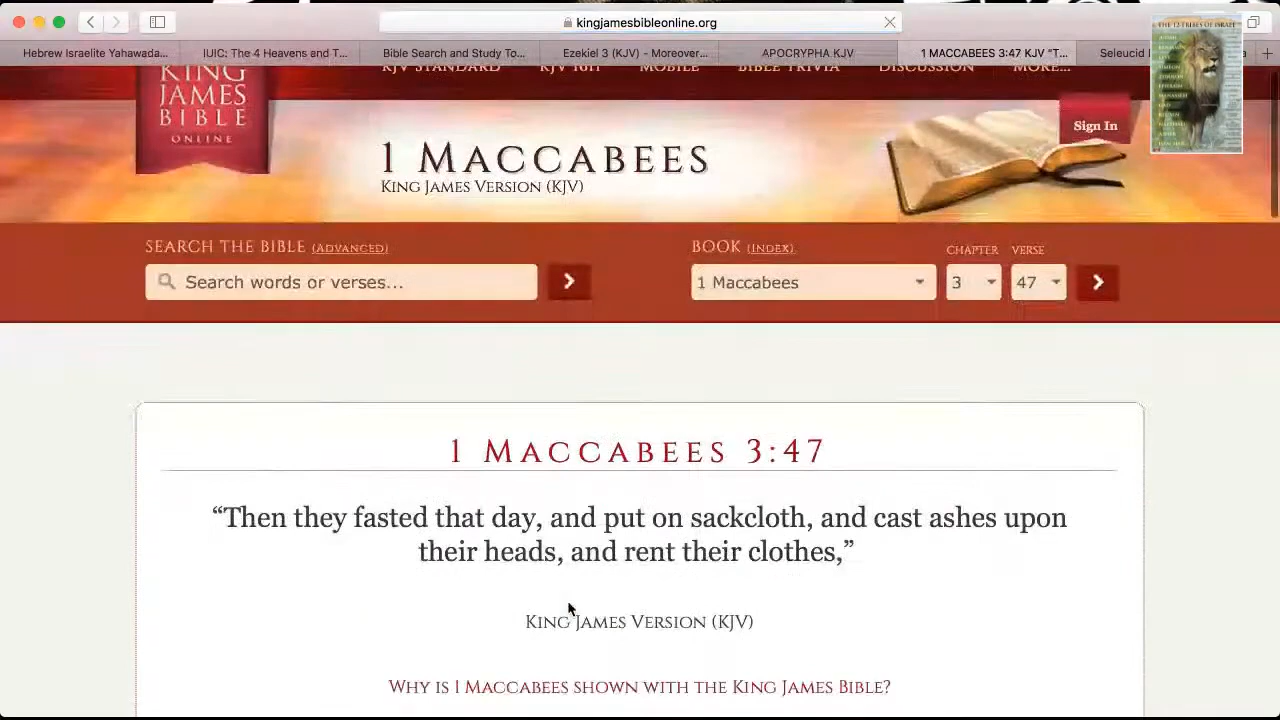 kingjamesbibleonline.org
Hebrew Israelite Yahawada...
IUIC: The 4 Heavens and T...
Bible Search and Study To...
Ezekiel 3 (KJV) - Moreover...
APOCRYPHA KJV
1 MACCABEES 3:47 KJV "T...
Seleucid
THE 12 TRIBES OF ISRAEL
KJV STANDARD
KJV 1611
MOBILE
BIBLE TRIVIA
DISCUSSION
MORE...
KING
JAMES
BIBLE
ONLINE
Sign In
1 MACCABEES
KING JAMES VERSION (KJV)
SEARCH THE BIBLE (ADVANCED)
BOOK (INDEX)
CHAPTER
VERSE
Search words or verses...
1 Maccabees
3
47
1 MACCABEES 3:47
“Then they fasted that day, and put on sackcloth, and cast ashes upon
their heads, and rent their clothes,”
KING JAMES VERSION (KJV)
WHY IS 1 MACCABEES SHOWN WITH THE KING JAMES BIBLE?